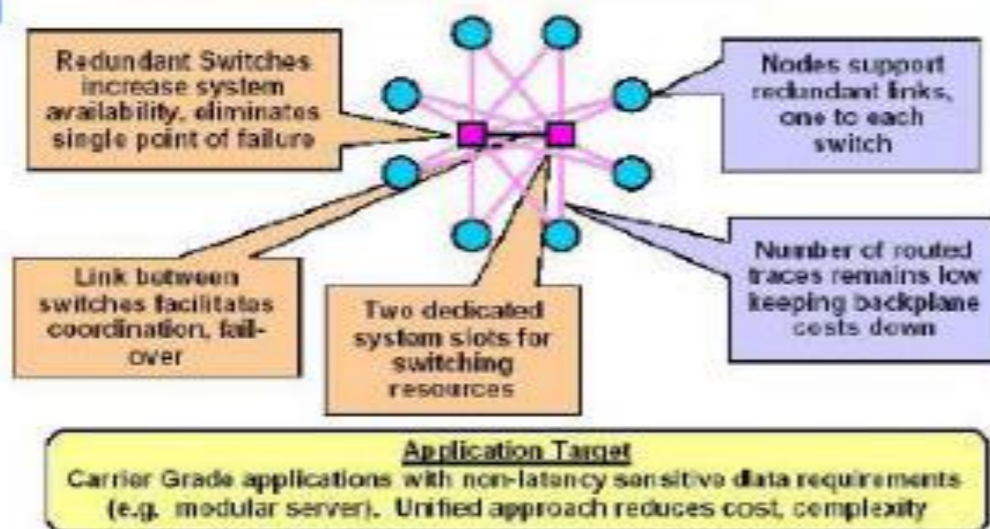 Redundant Switches
increase system
availability, eliminates
single point of failure
Nodes support
redundant links,
one to each
switch
Link between
switches facilitates
coordination, fail-
over
Two dedicated
system slots for
switching
resources
Number of routed
traces remains low
keeping backplane
costs down
Application Target
Carrier Grade applications with non-latency sensitive data requirements
(e.g. modular server). Unified approach reduces cost, complexity